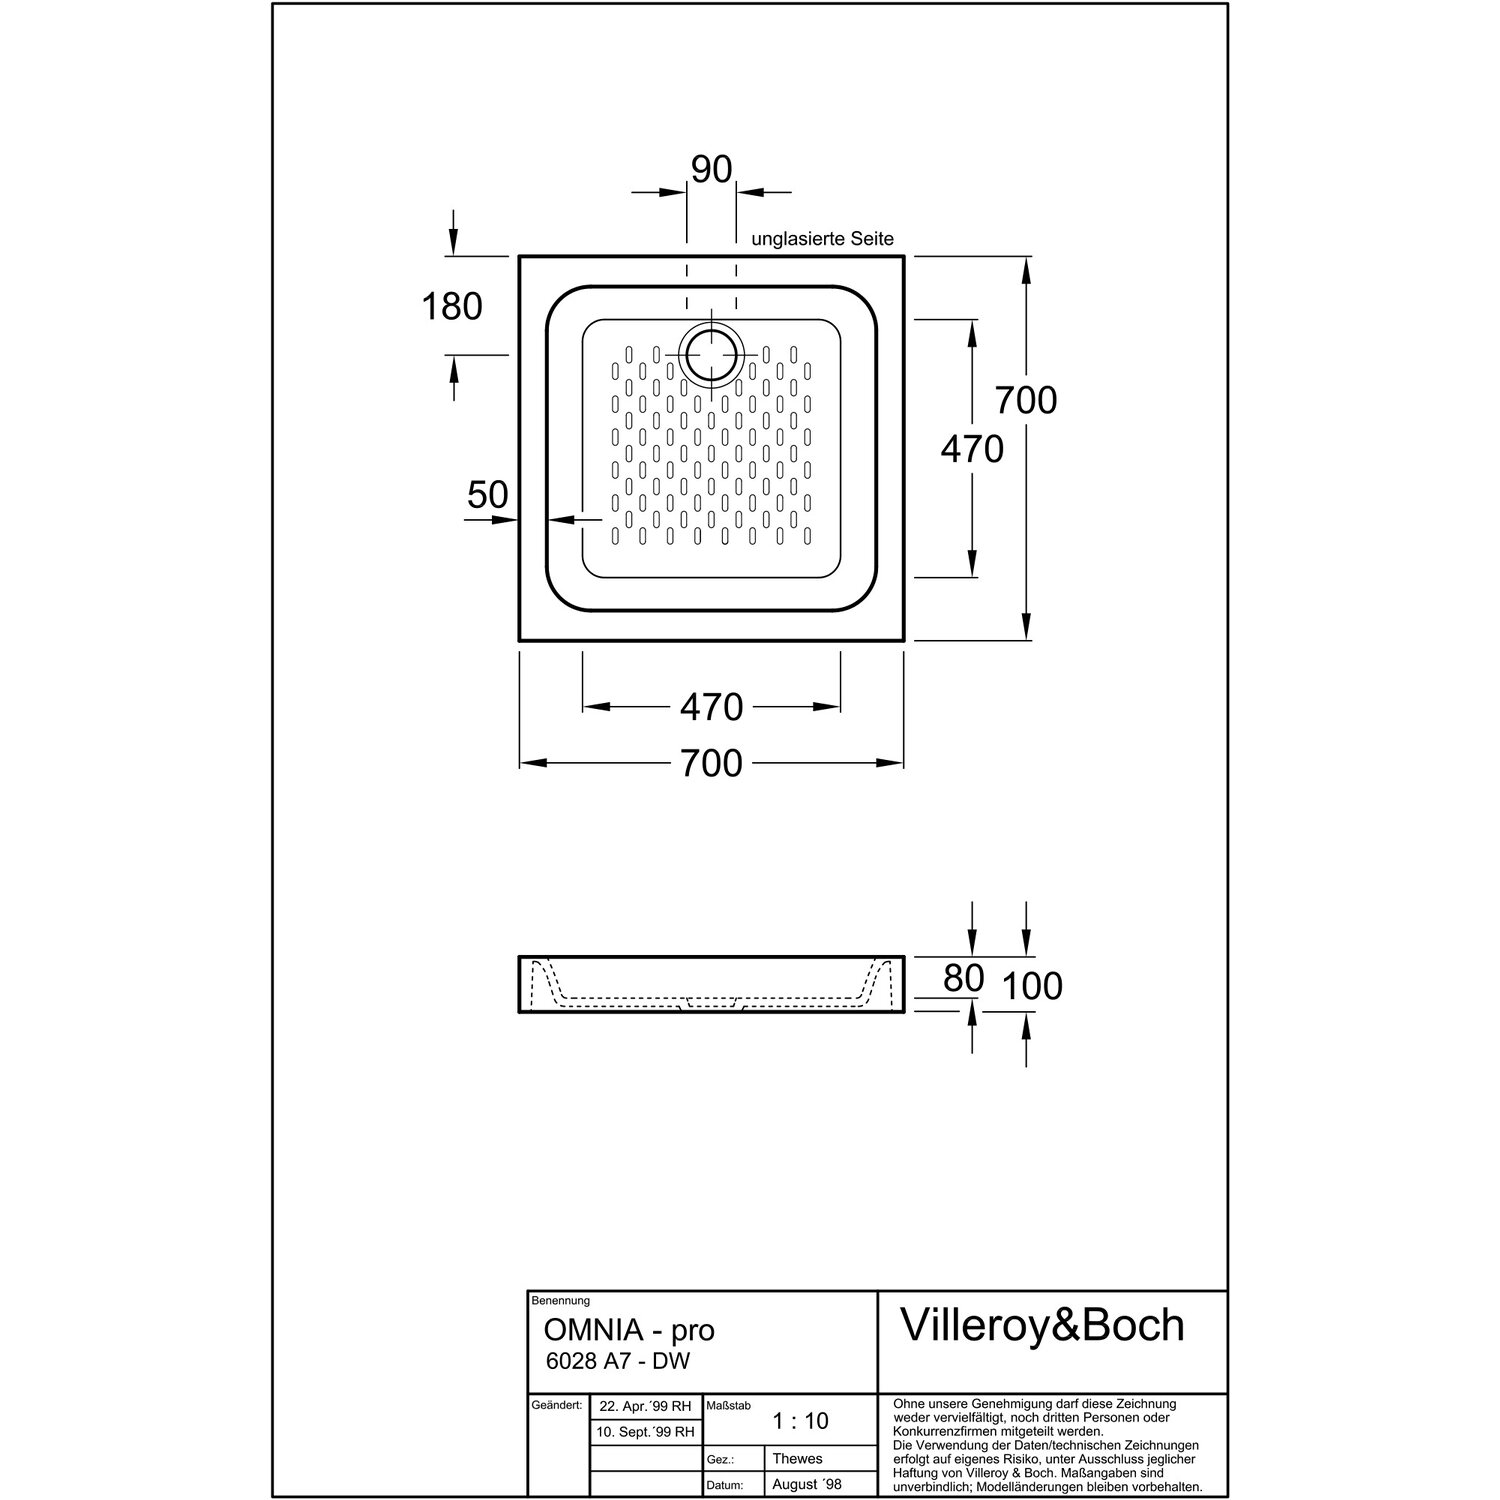 90
unglasierte Seite
180
700
470
50
470
700
80
100
Benennung
OMNIA - pro
6028 A7 - DW
Villeroy&Boch
Geändert:
22. Apr.´99 RH
10. Sept.´99 RH
Maßstab
1 : 10
Gez.:
Thewes
Datum:
August ´98
Ohne unsere Genehmigung darf diese Zeichnung
weder vervielfältigt, noch dritten Personen oder
Konkurrenzfirmen mitgeteilt werden.
Die Verwendung der Daten/technischen Zeichnungen
erfolgt auf eigenes Risiko, unter Ausschluss jeglicher
Haftung von Villeroy & Boch. Maßangaben sind
unverbindlich; Modelländerungen bleiben vorbehalten.